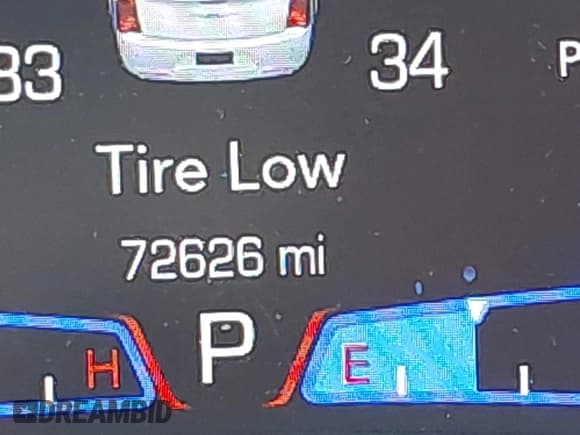 33 34 P
Tire Low
72626 mi
H P E
DREAMBID